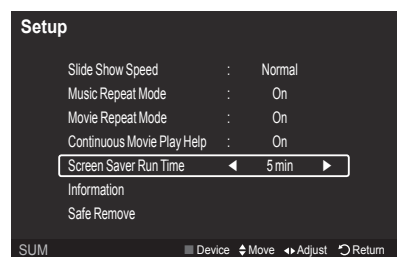 Setup
Slide Show Speed : Normal
Music Repeat Mode : On
Movie Repeat Mode : On
Continuous Movie Play Help : On
Screen Saver Run Time ◀ 5 min ▶
Information
Safe Remove
SUM Device Move Adjust Return